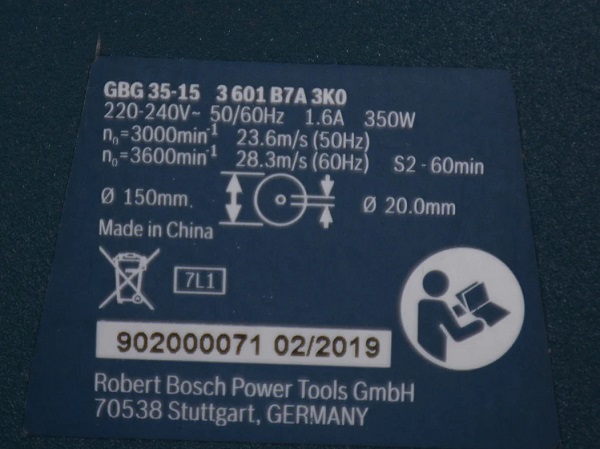 GBG 35-15 3 601 B7A 3K0
220-240V~ 50/60Hz 1.6A 350W
n₀=3000min⁻¹ 23.6m/s (50Hz)
n₀=3600min⁻¹ 28.3m/s (60Hz) S2 - 60min
Ø 150mm. Ø 20.0mm
Made in China
7L1
902000071 02/2019
Robert Bosch Power Tools GmbH
70538 Stuttgart, GERMANY